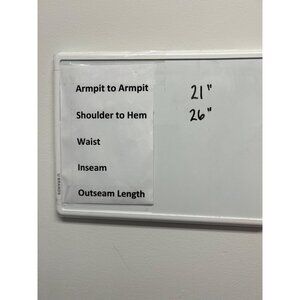 Armpit to Armpit 21"
Shoulder to Hem 26"
Waist
Inseam
Outseam Length